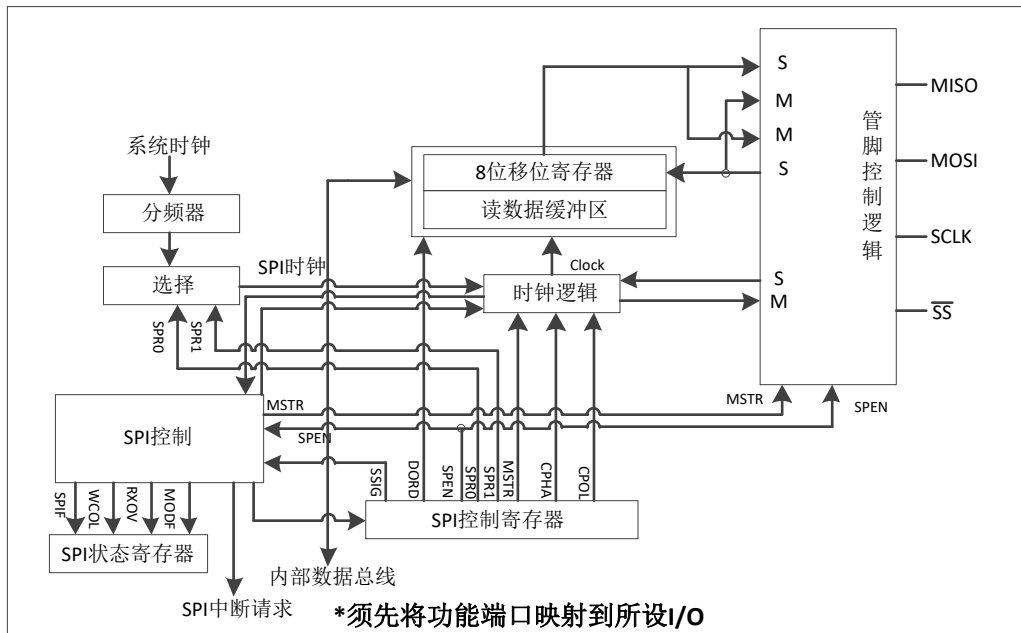 S
MISO
M
管脚控制逻辑
系统时钟
M
MOSI
8位移位寄存器
S
分频器
读数据缓冲区
SCLK
SPI时钟
Clock
选择
时钟逻辑
S
M
SS
SPR0
SPR1
MSTR
MSTR
SPEN
SPI控制
SPEN
SSIG
DORD
SPEN
SPR0
SPR1
MSTR
CPHA
CPOL
SPIF
WCOL
RXOV
MODF
SPI控制寄存器
SPI状态寄存器
内部数据总线
SPI中断请求
*须先将功能端口映射到所设I/O